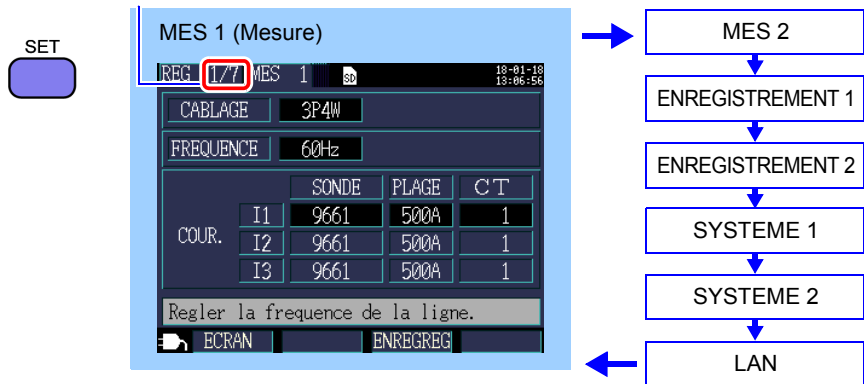 SET
MES 1 (Mesure)
REG 1/7 MES 1 SD 18-01-18
13:06:56
CABLAGE 3P4W
FREQUENCE 60Hz
SONDE PLAGE CT
COUR.
I1 9661 500A 1
I2 9661 500A 1
I3 9661 500A 1
Regler la frequence de la ligne.
ECRAN ENREGREG
MES 2
ENREGISTREMENT 1
ENREGISTREMENT 2
SYSTEME 1
SYSTEME 2
LAN